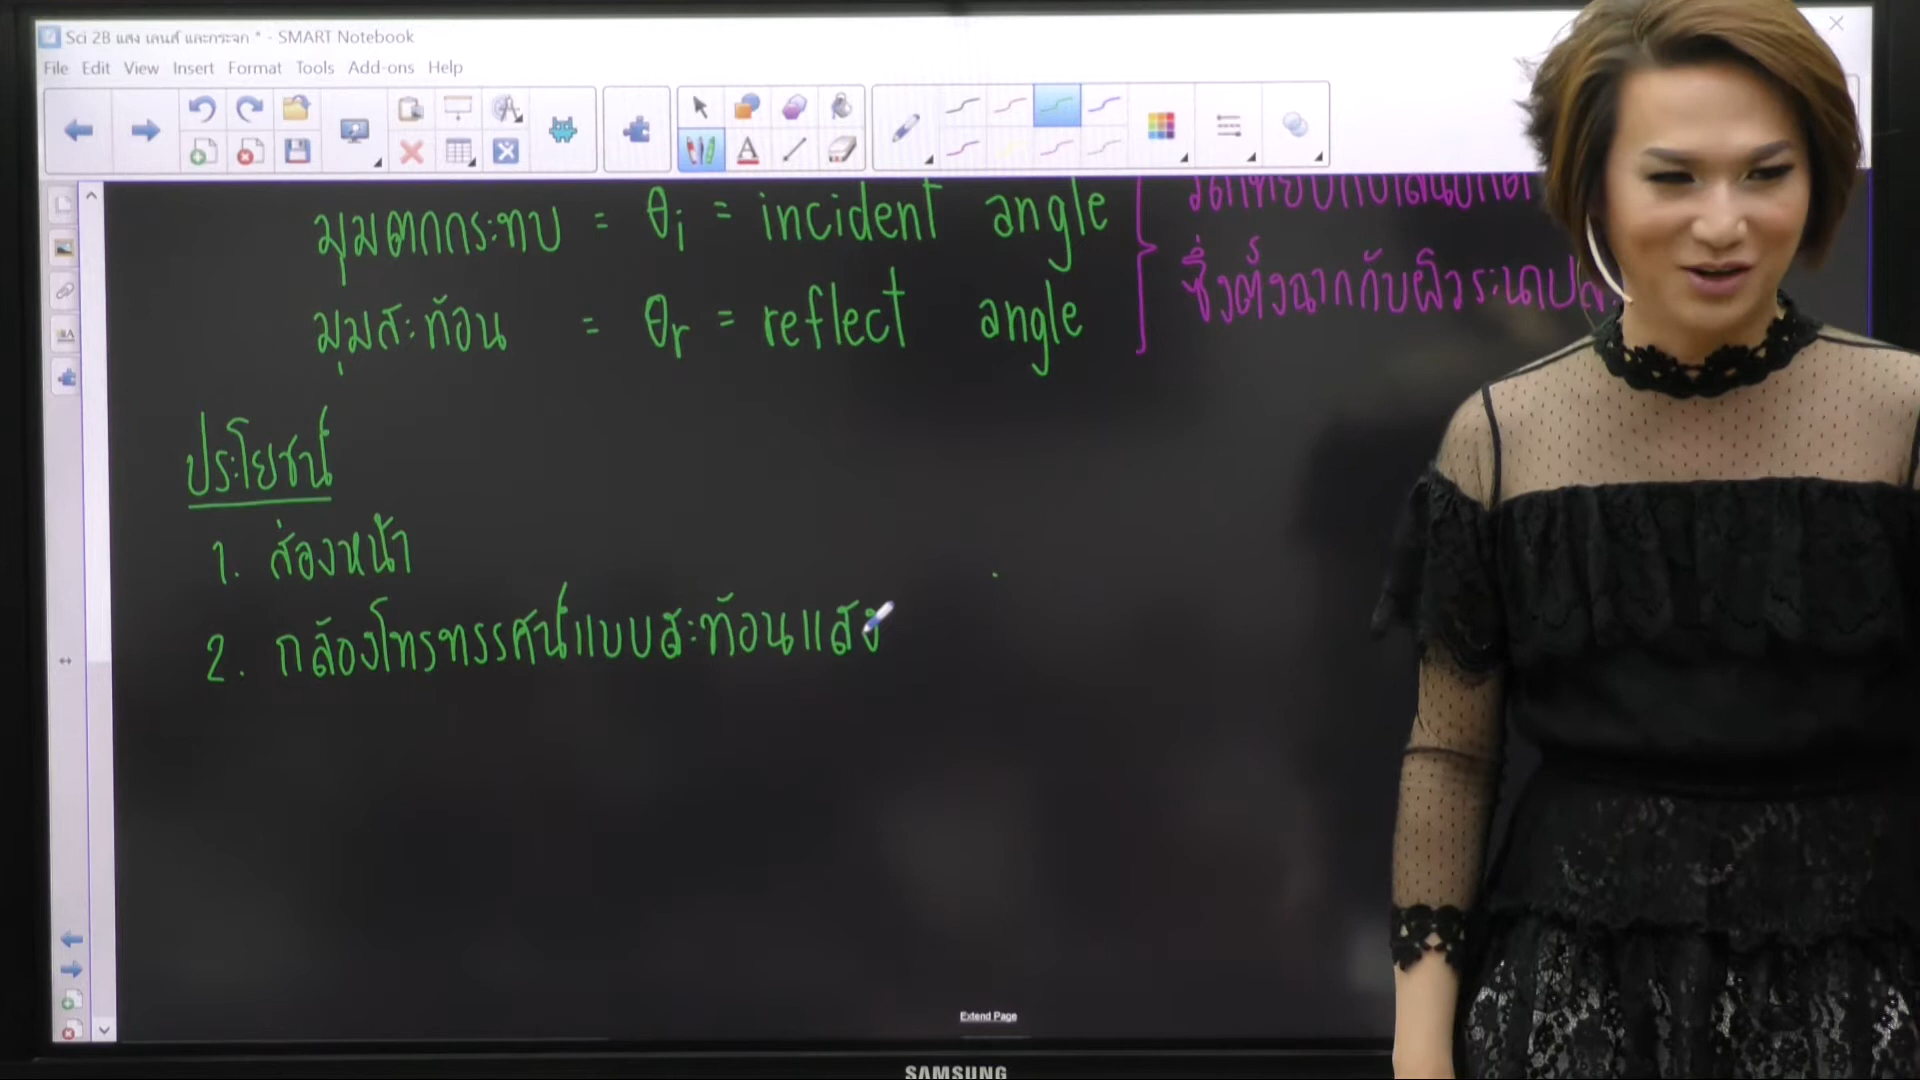 Sci 2B แสง เลนส์ และกระจก * - SMART Notebook
File Edit View Insert Format Tools Add-ons Help
มุมตกกระทบ = θi = incident angle
มุมสะท้อน = θr = reflect angle
ซึ่งตั้งฉากกับผิวระนาบ
ประโยชน์
1. ส่องหน้า
2. กล้องโทรทรรศน์แบบสะท้อนแสง
Extend Page
SAMSUNG